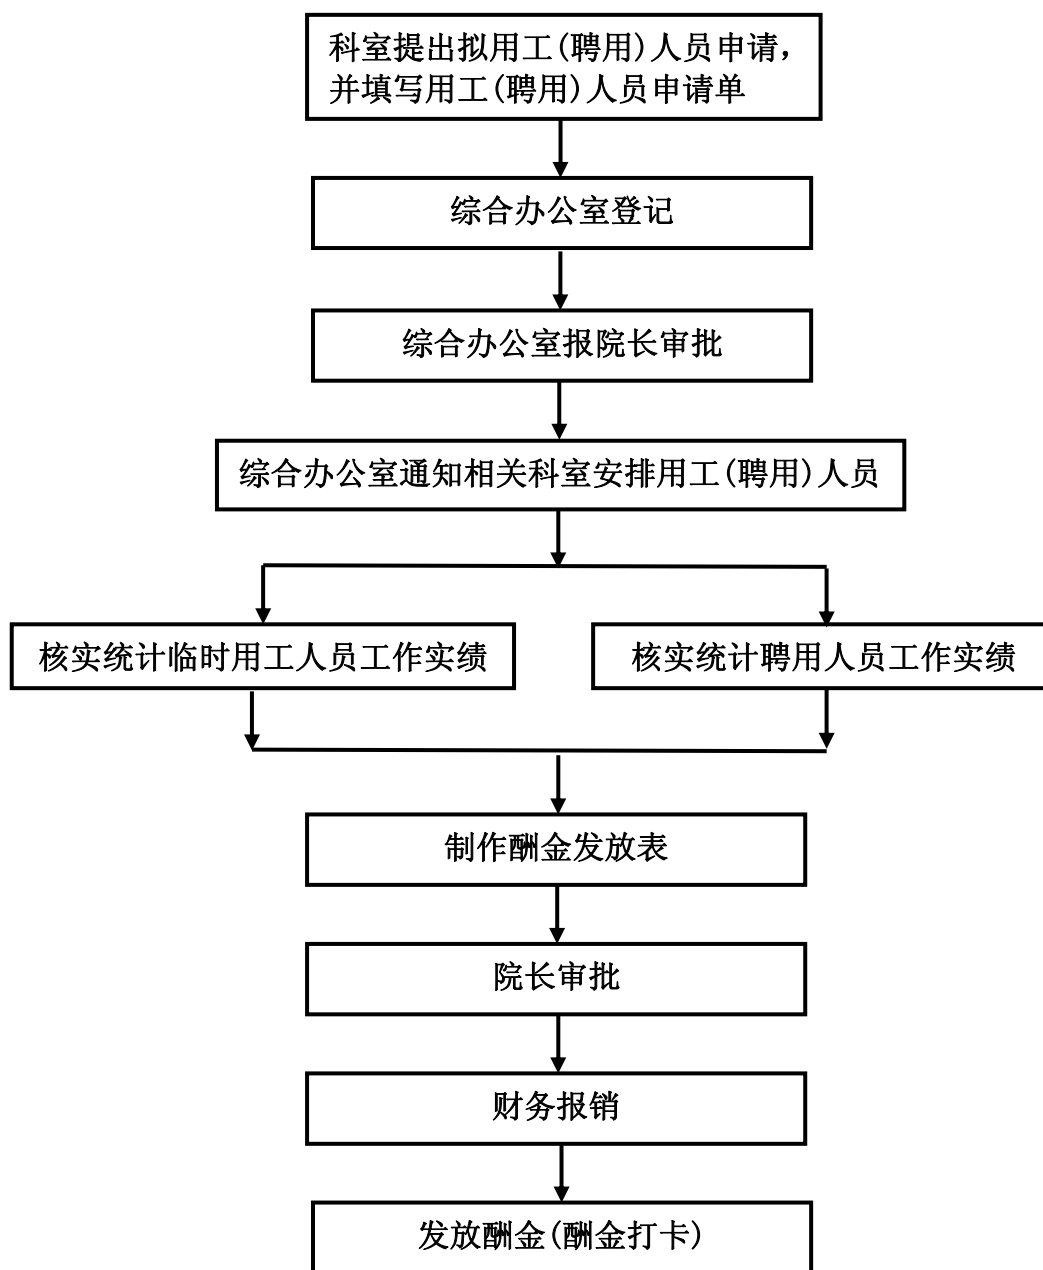 科室提出拟用工(聘用)人员申请，
并填写用工(聘用)人员申请单
综合办公室登记
综合办公室报院长审批
综合办公室通知相关科室安排用工(聘用)人员
核实统计临时用工人员工作实绩
核实统计聘用人员工作实绩
制作酬金发放表
院长审批
财务报销
发放酬金(酬金打卡)